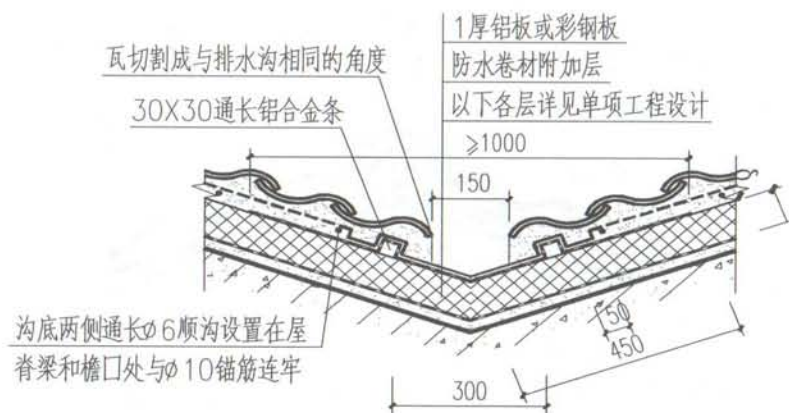 1厚铝板或彩钢板
瓦切割成与排水沟相同的角度
防水卷材附加层
30X30通长铝合金条
以下各层详见单项工程设计
≥1000
150
沟底两侧通长φ6顺沟设置在屋
脊梁和檐口处与φ10锚筋连牢
50
450
300